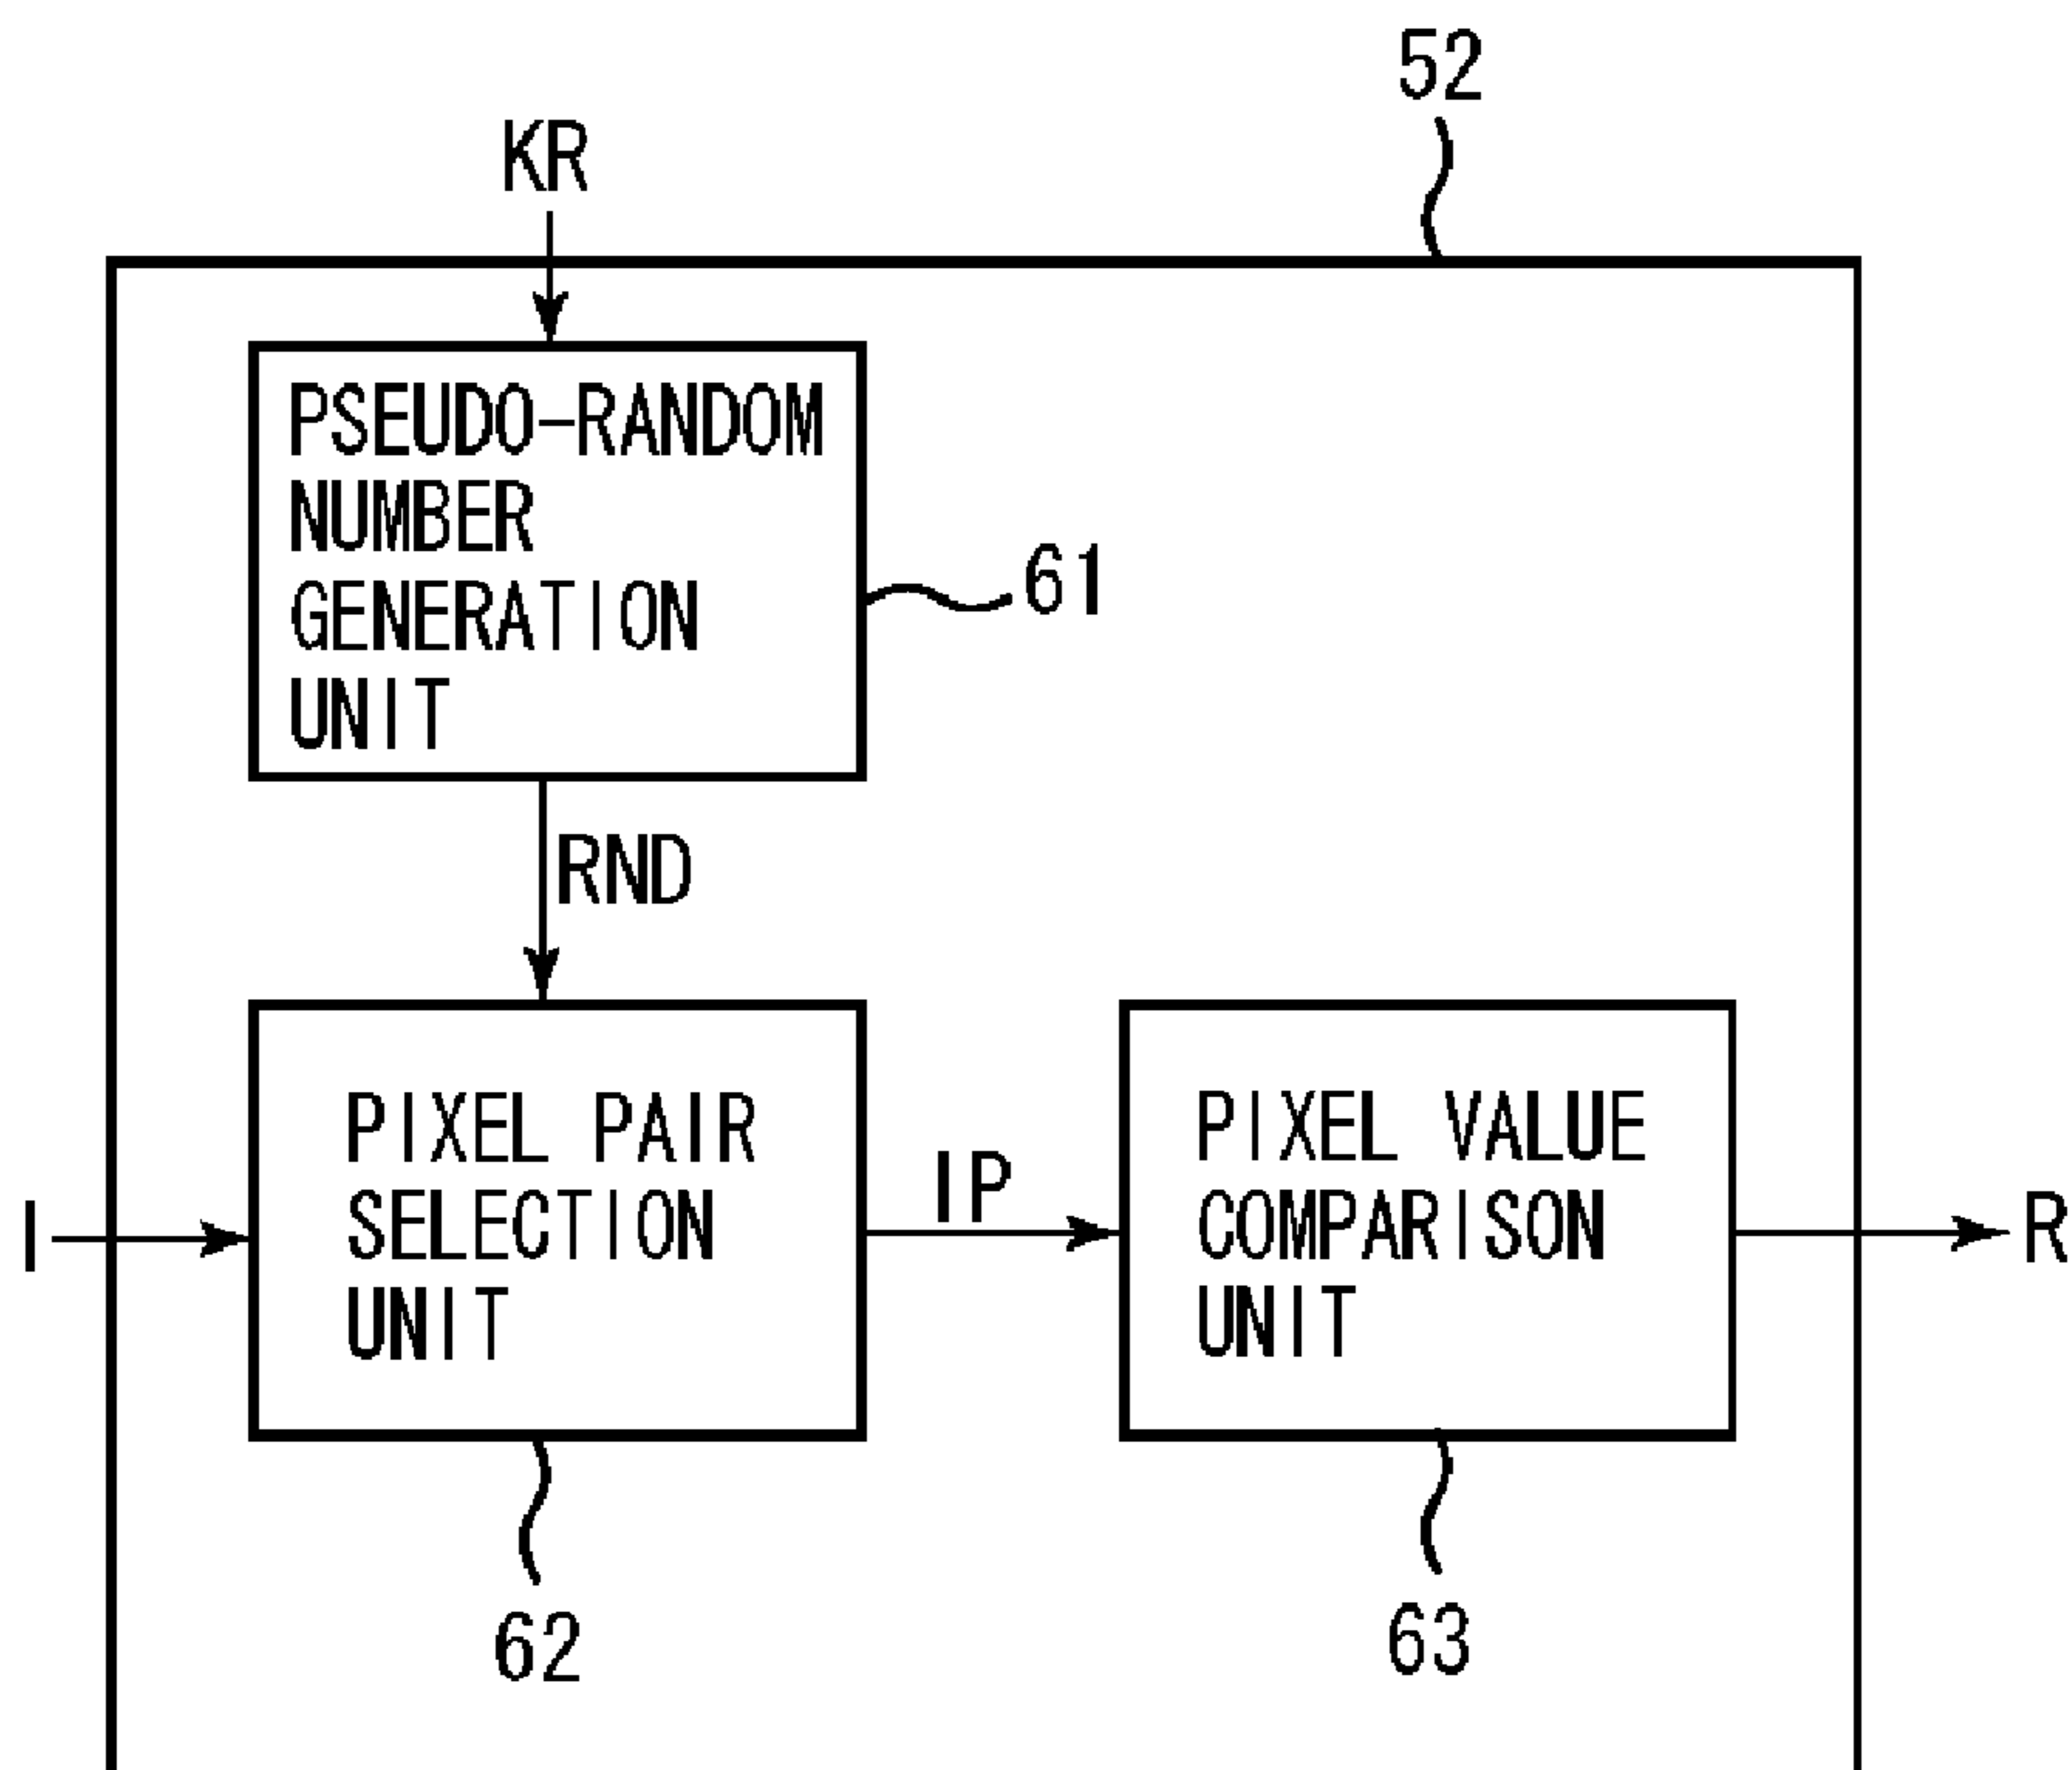 52
KR
PSEUDO-RANDOM
NUMBER
GENERATION
UNIT
61
RND
PIXEL PAIR
SELECTION
UNIT
IP
PIXEL VALUE
COMPARISON
UNIT
I
R
62
63